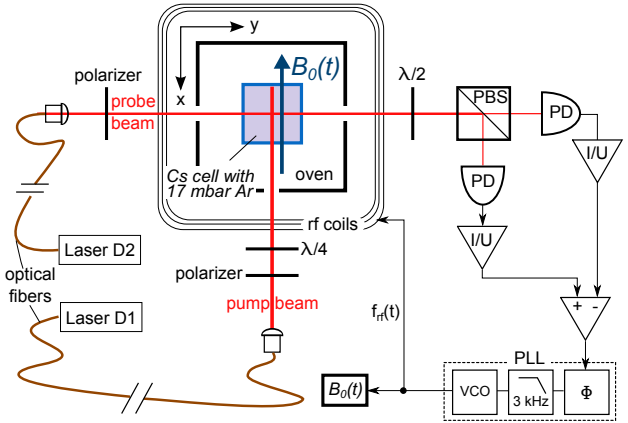 y
x
B₀(t)
polarizer
probe
beam
λ/2
PBS
PD
I/U
PD
I/U
Cs cell with
17 mbar Ar
oven
rf coils
λ/4
polarizer
pump beam
Laser D2
optical
fibers
Laser D1
f_rf(t)
+ -
PLL
B₀(t)
VCO
3 kHz
Φ